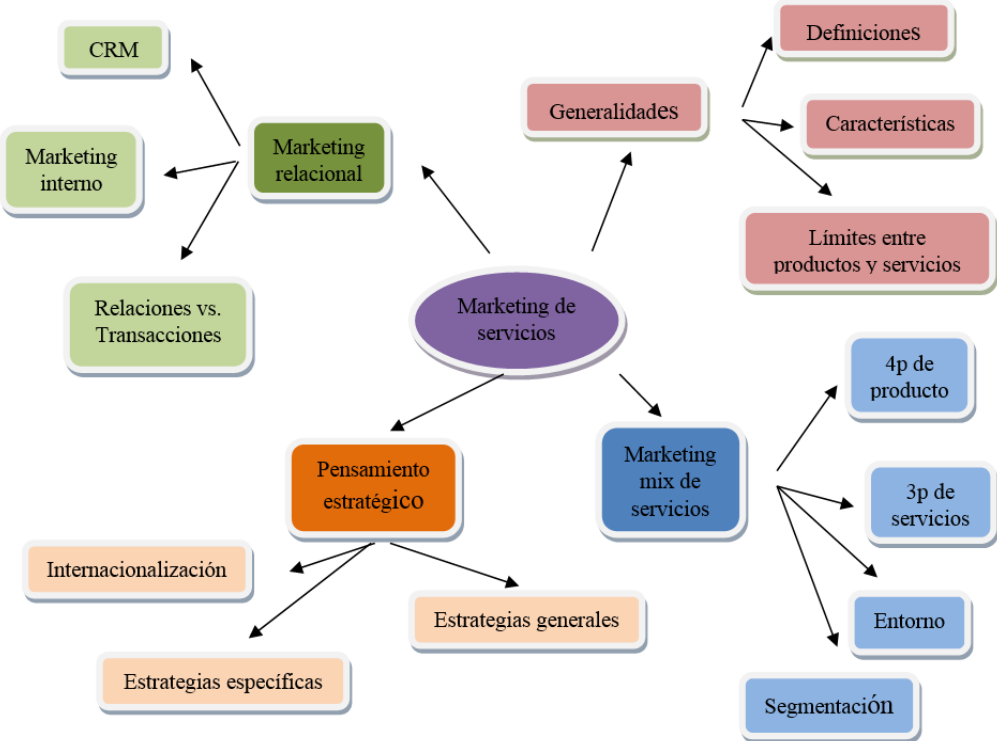 CRM
Marketing
interno
Marketing
relacional
Relaciones vs.
Transacciones
Generalidades
Definiciones
Características
Límites entre
productos y servicios
Marketing de
servicios
Pensamiento
estratégico
Internacionalización
Estrategias generales
Estrategias específicas
Marketing
mix de
servicios
4p de
producto
3p de
servicios
Entorno
Segmentación